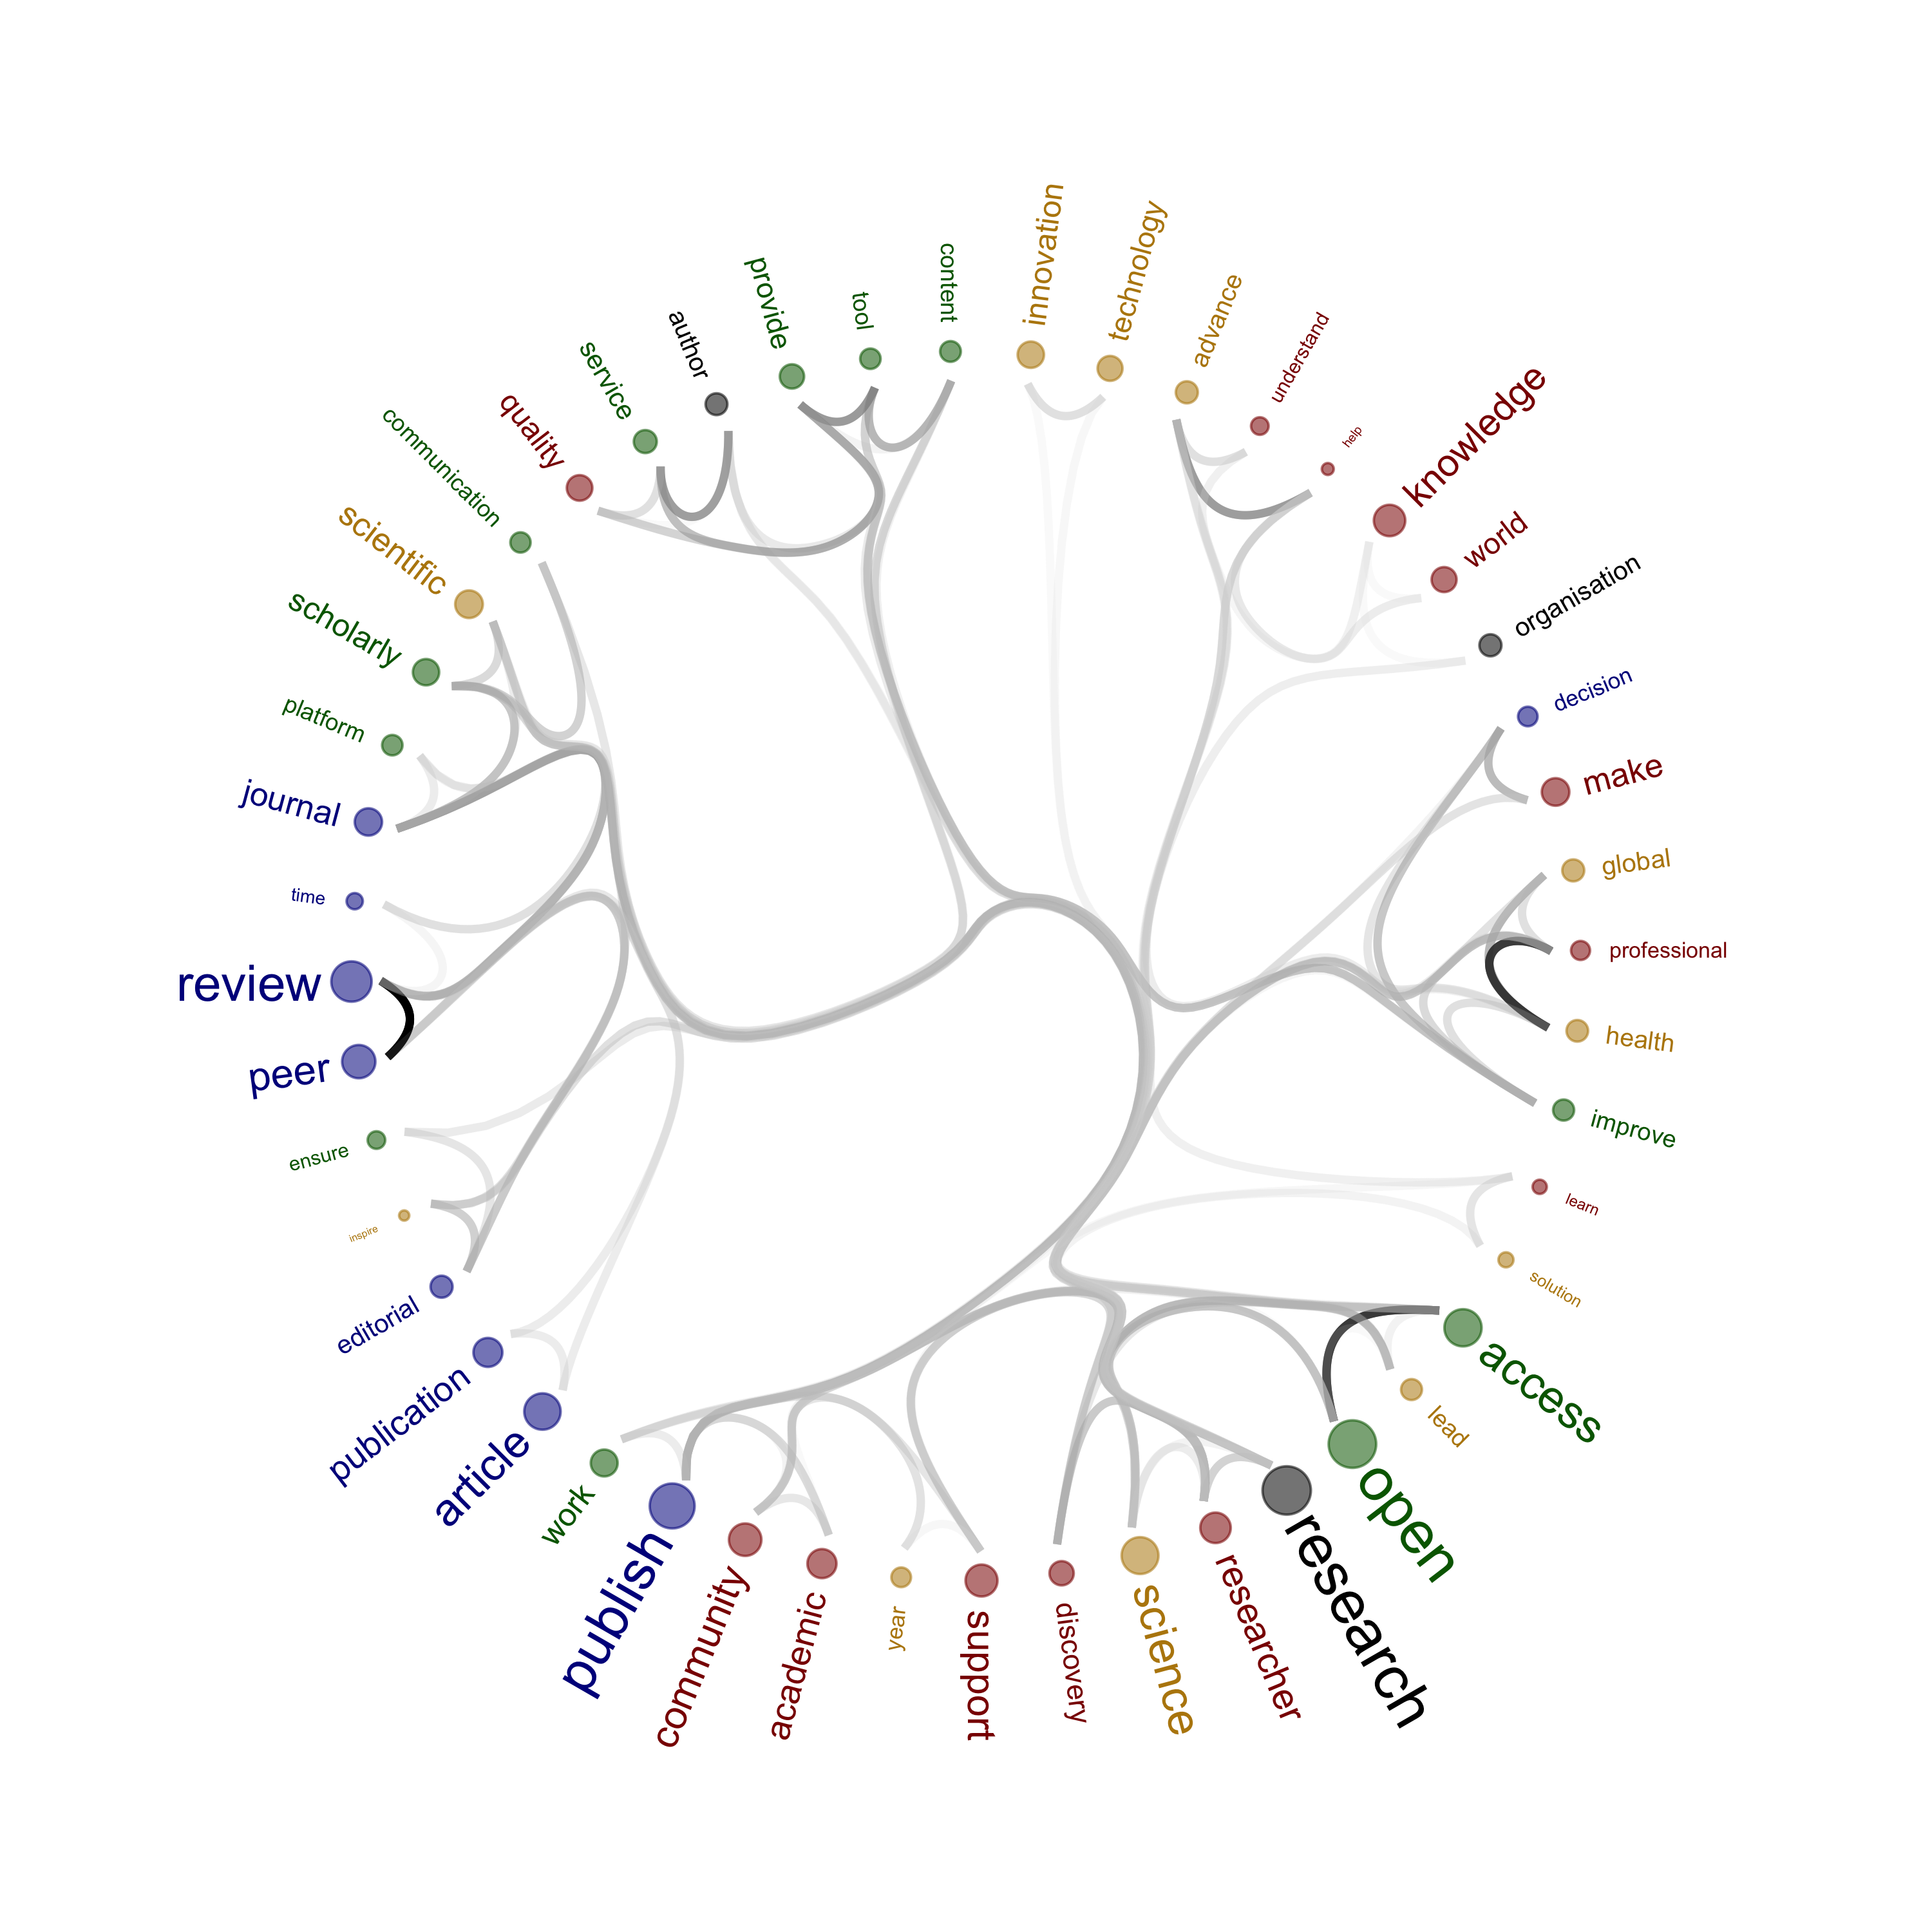 innovation
technology
advance
understand
help
knowledge
world
organisation
decision
make
global
professional
health
improve
learn
solution
access
lead
open
research
researcher
science
discovery
support
year
academic
community
publish
work
article
publication
editorial
inspire
ensure
peer
review
time
journal
platform
scholarly
scientific
communication
quality
service
author
provide
tool
content